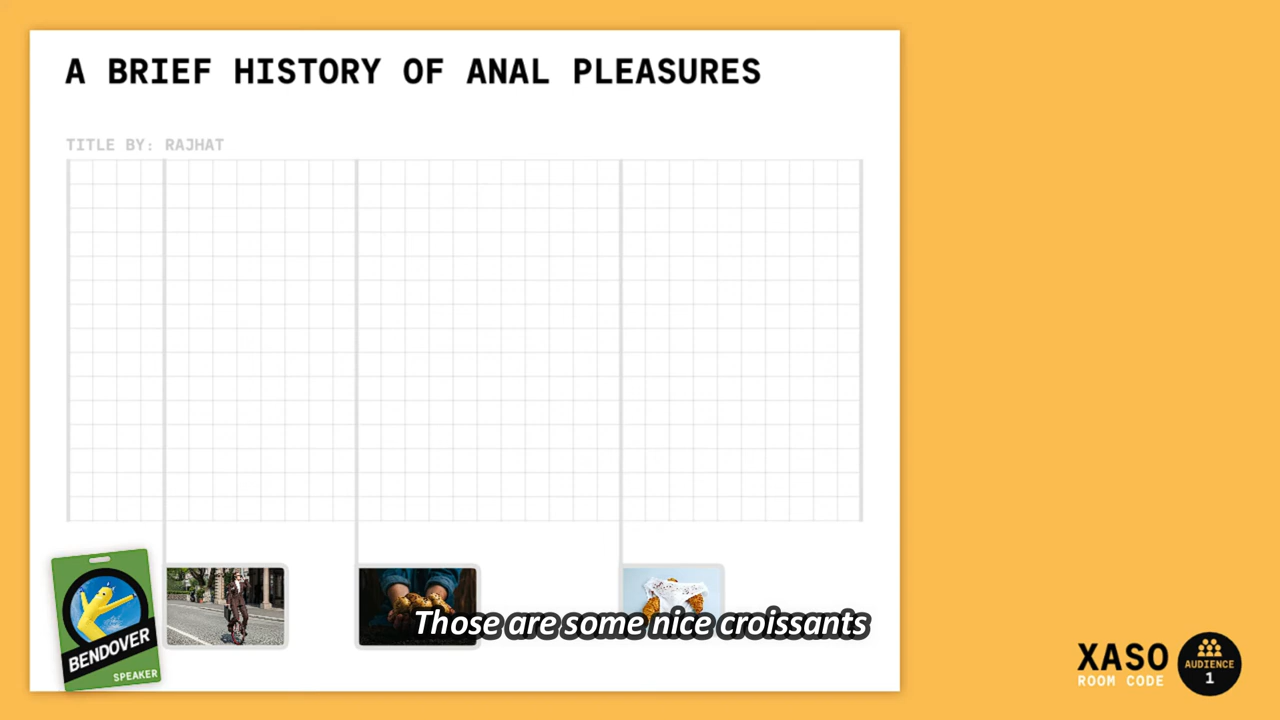 A BRIEF HISTORY OF ANAL PLEASURES
TITLE BY: RAJHAT
BENDOVER
SPEAKER
Those are some nice croissants
XASO
ROOM CODE
AUDIENCE
1